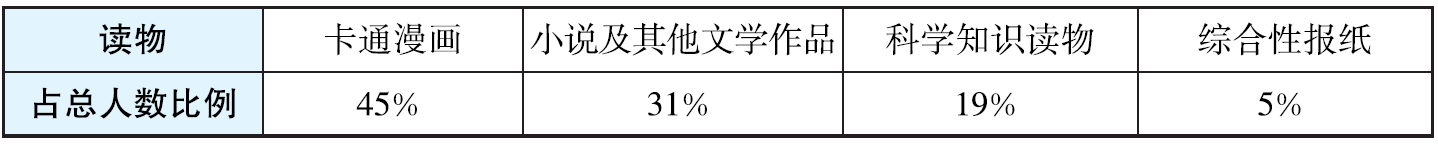 读物 卡通漫画 小说及其他文学作品 科学知识读物 综合性报纸
占总人数比例 45% 31% 19% 5%